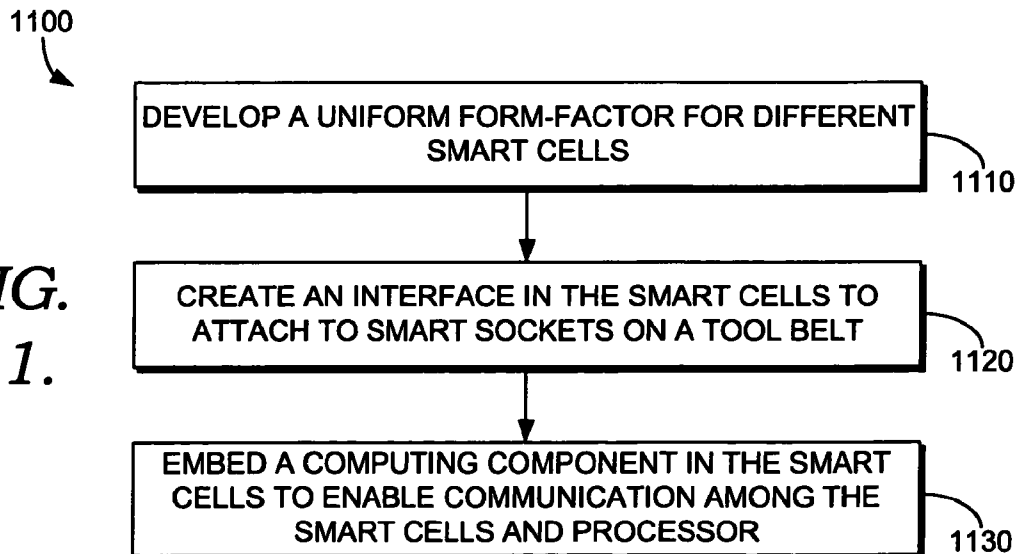 1100
DEVELOP A UNIFORM FORM-FACTOR FOR DIFFERENT
SMART CELLS
1110
CREATE AN INTERFACE IN THE SMART CELLS TO
ATTACH TO SMART SOCKETS ON A TOOL BELT
1120
EMBED A COMPUTING COMPONENT IN THE SMART
CELLS TO ENABLE COMMUNICATION AMONG THE
SMART CELLS AND PROCESSOR
1130
1.